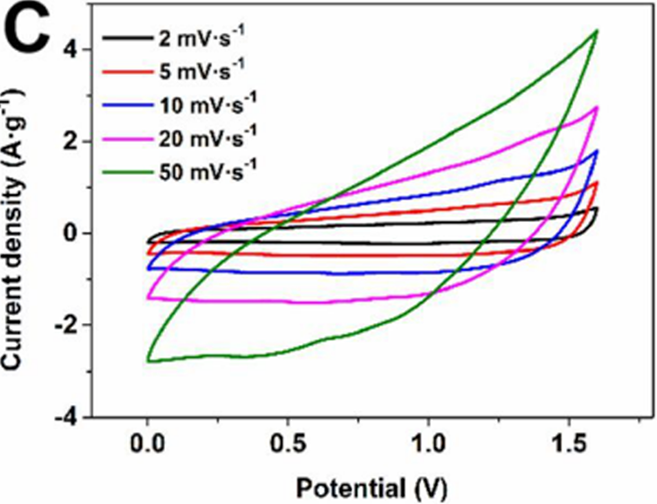 C
2 mV·s⁻¹
5 mV·s⁻¹
10 mV·s⁻¹
20 mV·s⁻¹
50 mV·s⁻¹
Current density (A·g⁻¹)
4
2
0
-2
-4
0.0 0.5 1.0 1.5
Potential (V)